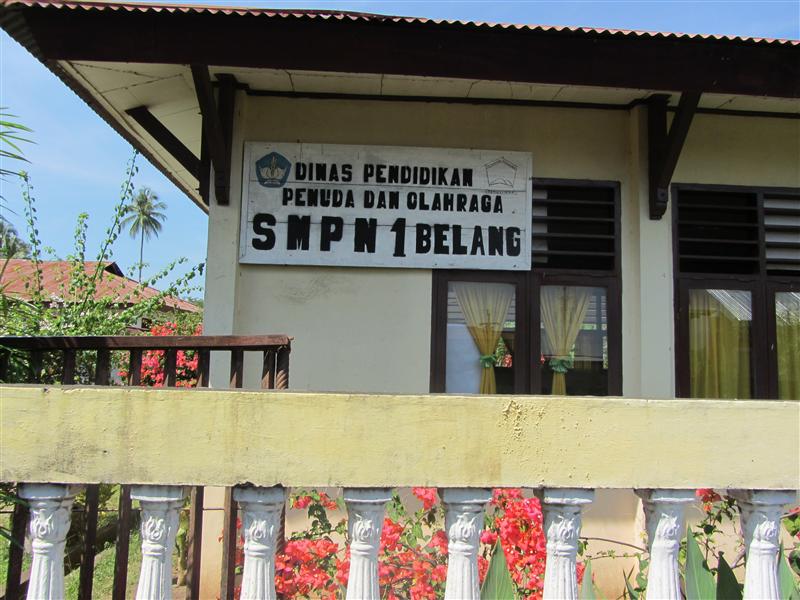 DINAS PENDIDIKAN
PEMUDA DAN OLAHRAGA
SMPN 1 BELANG